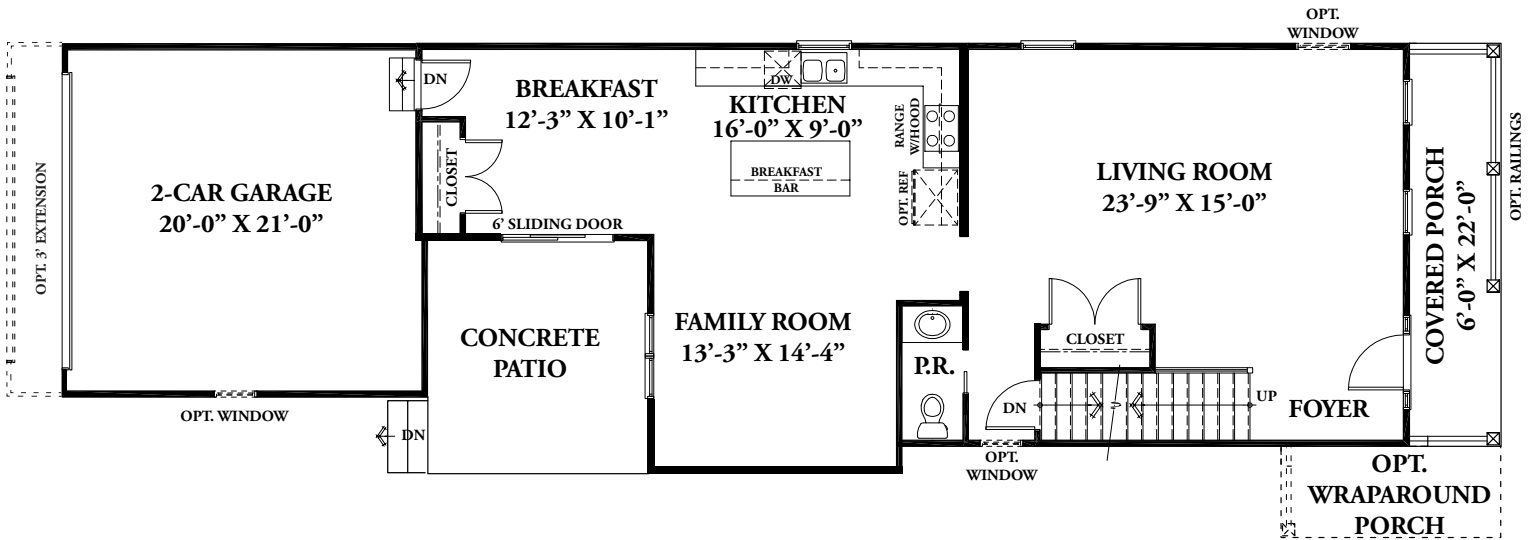 OPT.
WINDOW
DN
BREAKFAST
12’-3” X 10’-1”
DW
KITCHEN
16’-0” X 9’-0”
RANGE
W/HOOD
BREAKFAST
BAR
OPT. REF
CLOSET
6’ SLIDING DOOR
2-CAR GARAGE
20’-0” X 21’-0”
OPT. 3’ EXTENSION
LIVING ROOM
23’-9” X 15’-0”
COVERED PORCH
6’-0” X 22’-0”
OPT. RAILINGS
CONCRETE
PATIO
FAMILY ROOM
13’-3” X 14’-4”
P.R.
CLOSET
DN
UP
FOYER
OPT. WINDOW
DN
OPT.
WINDOW
OPT.
WRAPAROUND
PORCH